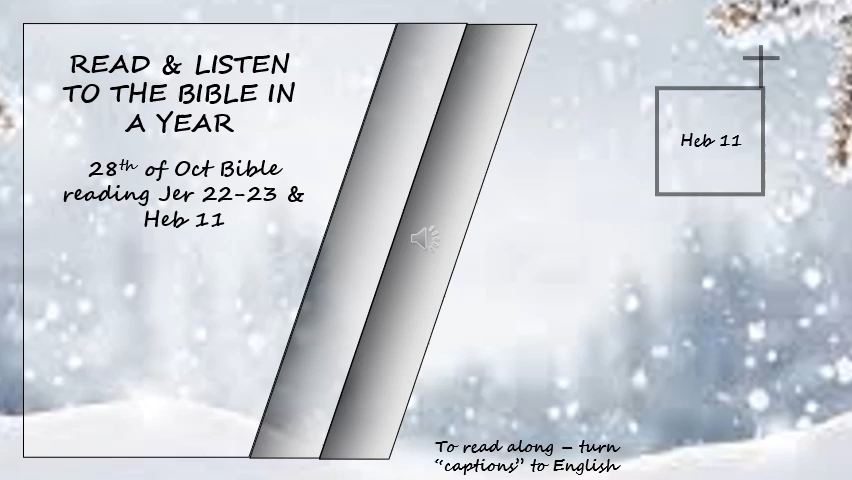 READ & LISTEN
TO THE BIBLE IN
A YEAR
28th of Oct Bible
reading Jer 22-23 &
Heb 11
Heb 11
To read along – turn
“captions” to English